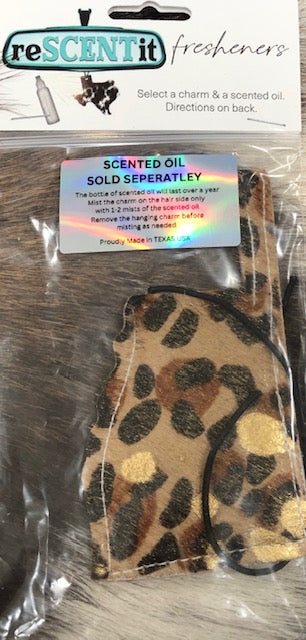 reSCENTit fresheners
Select a charm & a scented oil.
Directions on back.
SCENTED OIL
SOLD SEPERATLEY
The bottle of scented oil will last over a year
Mist the charm on the hair side only
with 1-2 mists of the scented oil.
Remove the hanging charm before
misting as needed.
Proudly Made in TEXAS, USA